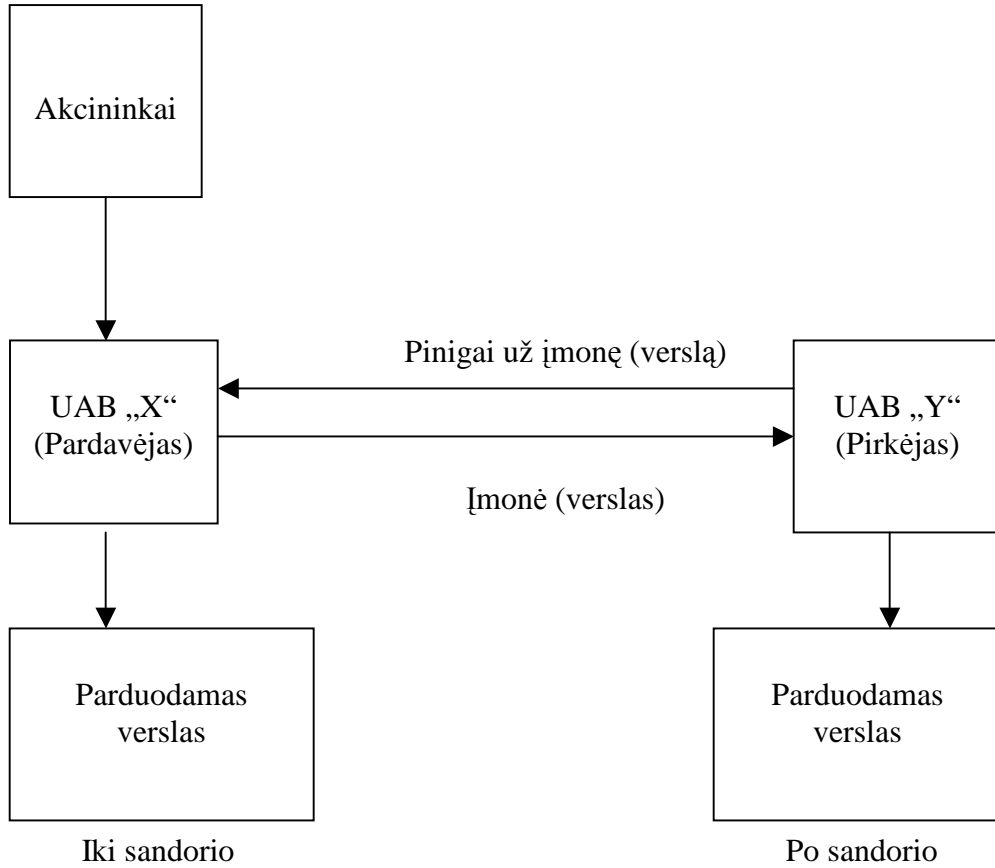 Akcininkai
Pinigai už įmonę (verslą)
UAB „X“
(Pardavėjas)
UAB „Y“
(Pirkėjas)
Įmonė (verslas)
Parduodamas
verslas
Parduodamas
verslas
Iki sandorio
Po sandorio